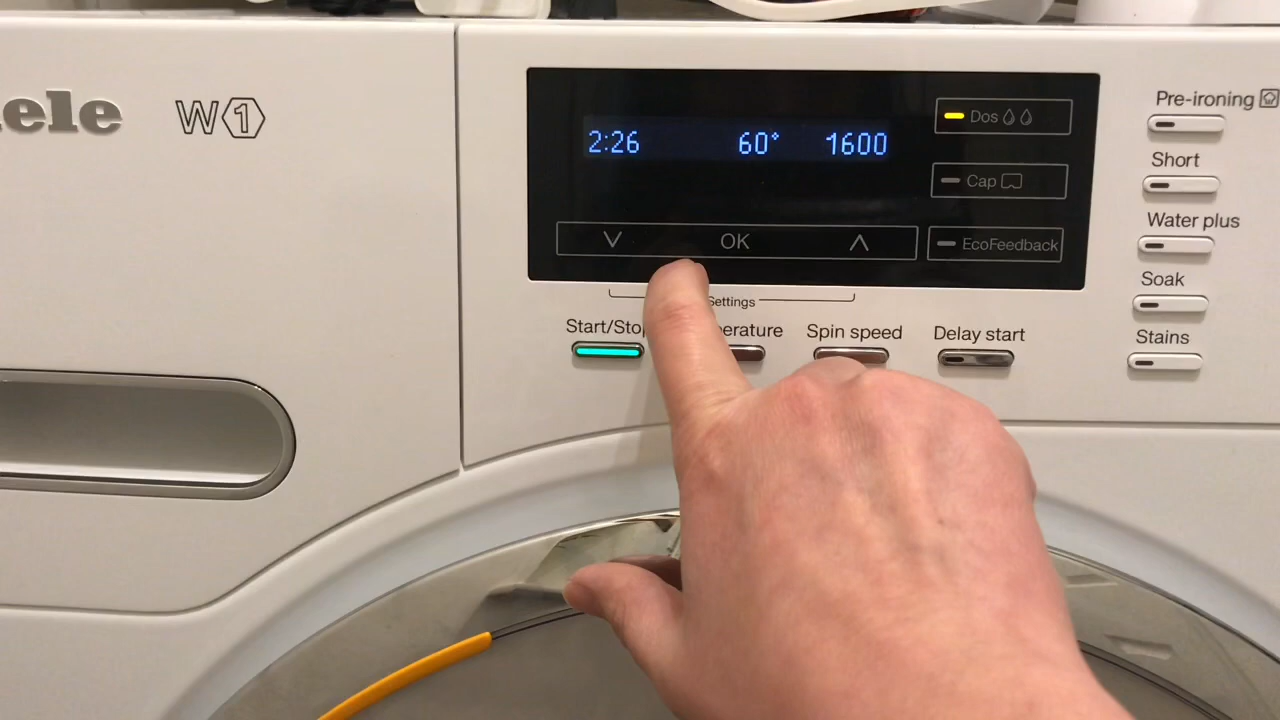 ele W1
2:26 60° 1600
Dos
Cap
V OK Λ
EcoFeedback
Settings
Start/Sto erature Spin speed Delay start
Pre-ironing
Short
Water plus
Soak
Stains